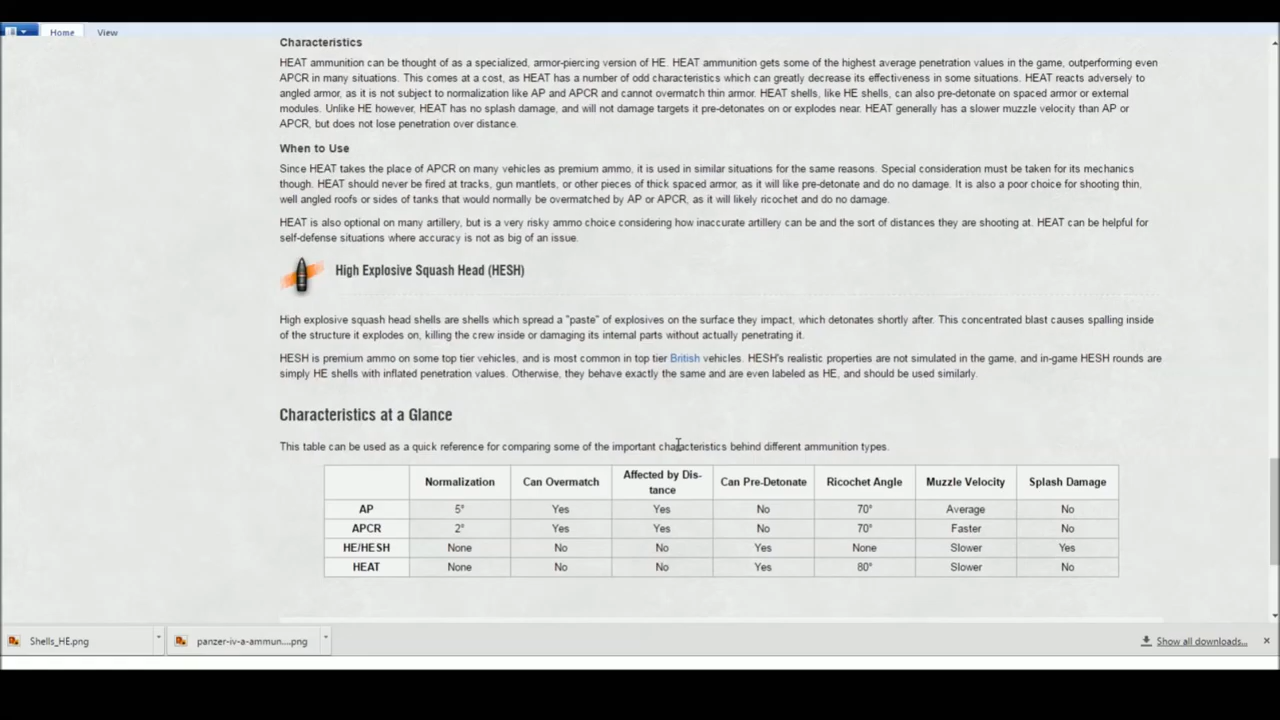 Home View
Characteristics
HEAT ammunition can be thought of as a specialized, armor-piercing version of HE. HEAT ammunition gets some of the highest average penetration values in the game, outperforming even
APCR in many situations. This comes at a cost, as HEAT has a number of odd characteristics which can greatly decrease its effectiveness in some situations. HEAT reacts adversely to
angled armor, as it is not subject to normalization like AP and APCR and cannot overmatch thin armor. HEAT shells, like HE shells, can also pre-detonate on spaced armor or external
modules. Unlike HE however, HEAT has no splash damage, and will not damage targets it pre-detonates on or explodes near. HEAT generally has a slower muzzle velocity than AP or
APCR, but does not lose penetration over distance.
When to Use
Since HEAT takes the place of APCR on many vehicles as premium ammo, it is used in similar situations for the same reasons. Special consideration must be taken for its mechanics
though. HEAT should never be fired at tracks, gun mantlets, or other pieces of thick spaced armor, as it will like pre-detonate and do no damage. It is also a poor choice for shooting thin,
well angled roofs or sides of tanks that would normally be overmatched by AP or APCR, as it will likely ricochet and do no damage.
HEAT is also optional on many artillery, but is a very risky ammo choice considering how inaccurate artillery can be and the sort of distances they are shooting at. HEAT can be helpful for
self-defense situations where accuracy is not as big of an issue.
High Explosive Squash Head (HESH)
High explosive squash head shells are shells which spread a "paste" of explosives on the surface they impact, which detonates shortly after. This concentrated blast causes spalling inside
of the structure it explodes on, killing the crew inside or damaging its internal parts without actually penetrating it.
HESH is premium ammo on some top tier vehicles, and is most common in top tier British vehicles. HESH's realistic properties are not simulated in the game, and in-game HESH rounds are
simply HE shells with inflated penetration values. Otherwise, they behave exactly the same and are even labeled as HE, and should be used similarly.
Characteristics at a Glance
This table can be used as a quick reference for comparing some of the important characteristics behind different ammunition types.
Normalization Can Overmatch Affected by Dis-
tance Can Pre-Detonate Ricochet Angle Muzzle Velocity Splash Damage
AP 5° Yes Yes No 70° Average No
APCR 2° Yes Yes No 70° Faster No
HE/HESH None No No Yes None Slower Yes
HEAT None No No Yes 80° Slower No
Shells_HE.png panzer-iv-a-ammun....png Show all downloads...